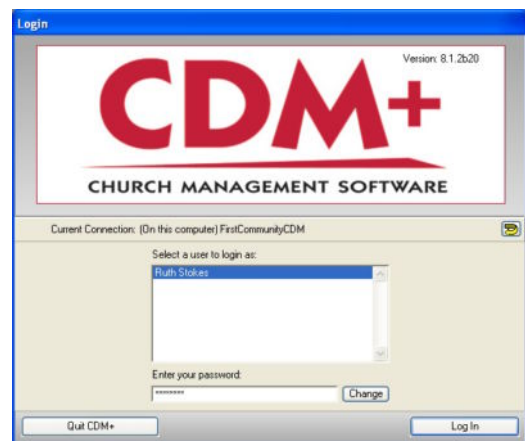 Login
Version: 8.1.2b20
CDM+
CHURCH MANAGEMENT SOFTWARE
Current Connection: (On this computer) FirstCommunityCDM
Select a user to login as:
Ruth Stokes
Enter your password:
********
Change
Quit CDM+
Log In